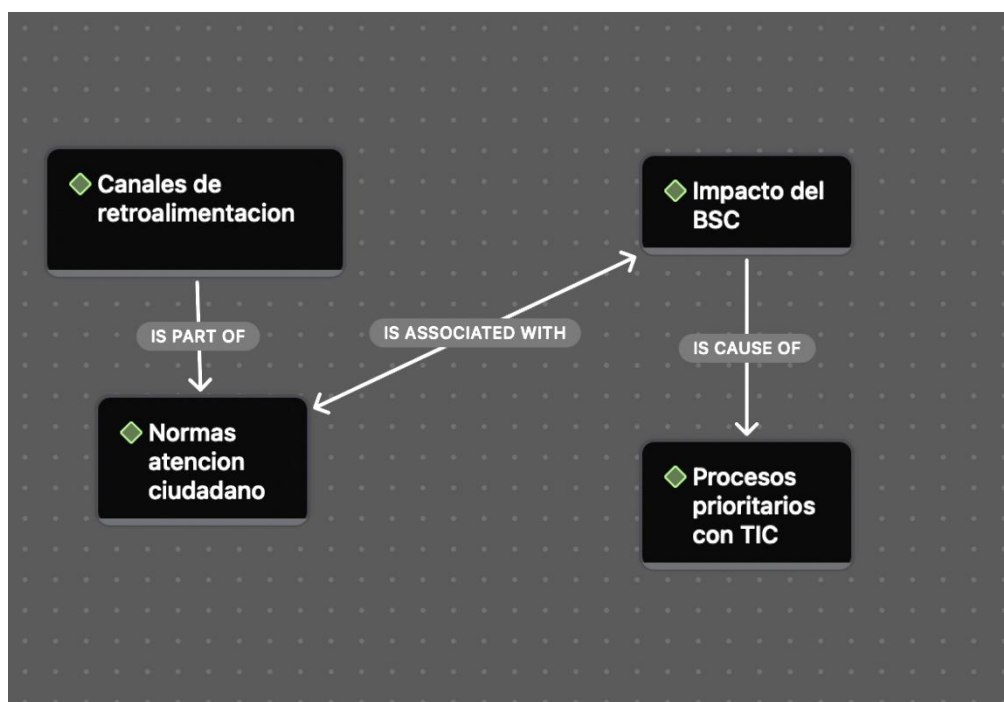 Canales de
retroalimentacion
Impacto del
BSC
IS PART OF
IS ASSOCIATED WITH
IS CAUSE OF
Normas
atencion
ciudadano
Procesos
prioritarios
con TIC